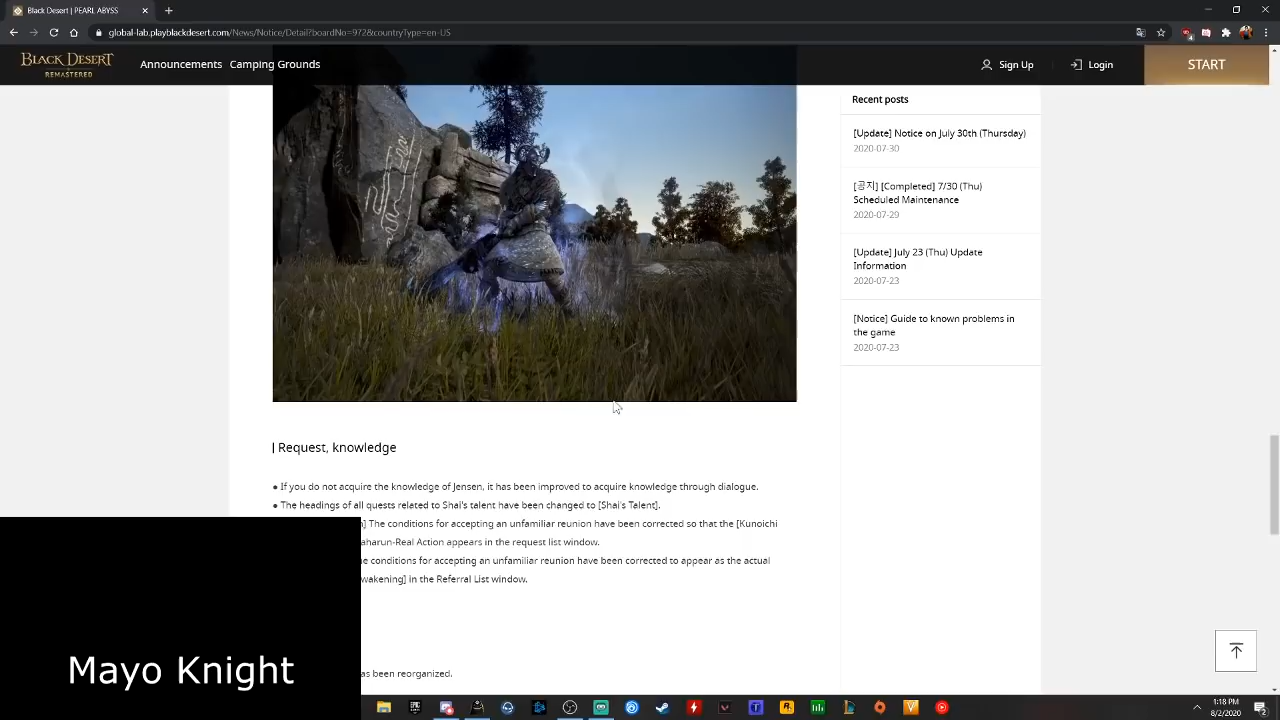 Black Desert | PEARL ABYSS
global-lab.playblackdesert.com/News/Notice/Detail?boardNo=972&countryType=en-US
BLACK DESERT
REMASTERED
Announcements
Camping Grounds
Sign Up
Login
START
Recent posts
[Update] Notice on July 30th (Thursday)
2020-07-30
[공지] [Completed] 7/30 (Thu)
Scheduled Maintenance
2020-07-29
[Update] July 23 (Thu) Update
Information
2020-07-23
[Notice] Guide to known problems in
the game
2020-07-23
| Request, knowledge
● If you do not acquire the knowledge of Jensen, it has been improved to acquire knowledge through dialogue.
● The headings of all quests related to Shai's talent have been changed to [Shai's Talent].
] The conditions for accepting an unfamiliar reunion have been corrected so that the [Kunoichi
aharun-Real Action appears in the request list window.
e conditions for accepting an unfamiliar reunion have been corrected to appear as the actual
wakening] in the Referral List window.
as been reorganized.
Mayo Knight
1:18 PM
8/2/2020